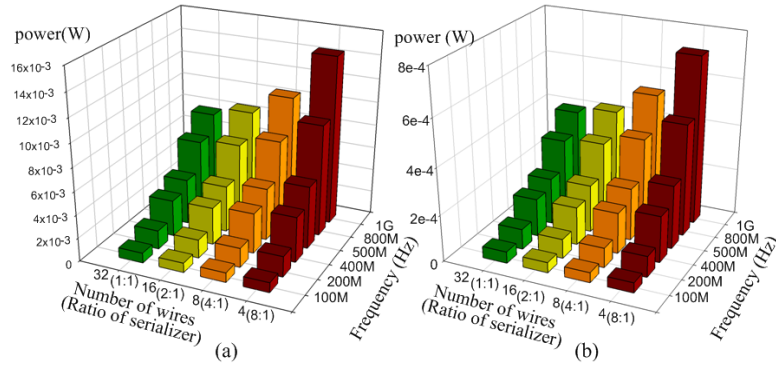 power(W)
16x10-3
14x10-3
12x10-3
10x10-3
8x10-3
6x10-3
4x10-3
2x10-3
0
32(1:1)
16(2:1)
8(4:1)
4(8:1)
Number of wires
(Ratio of serializer)
1G
800M
500M
400M
200M
100M
Frequency (Hz)
(a)
power (W)
8e-4
6e-4
4e-4
2e-4
0
32(1:1)
16(2:1)
8(4:1)
4(8:1)
Number of wires
(Ratio of serializer)
1G
800M
500M
400M
200M
100M
Frequency (Hz)
(b)